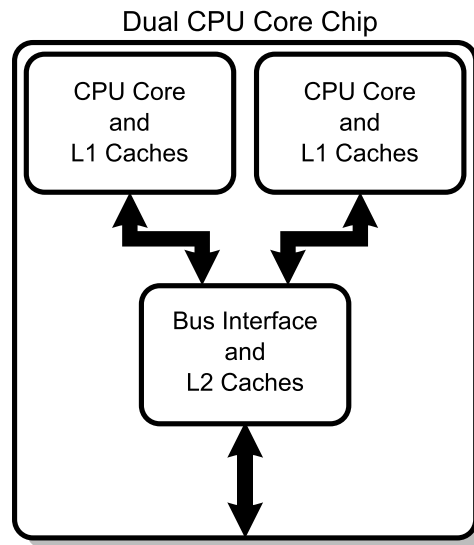 Dual CPU Core Chip
CPU Core
and
L1 Caches
CPU Core
and
L1 Caches
Bus Interface
and
L2 Caches